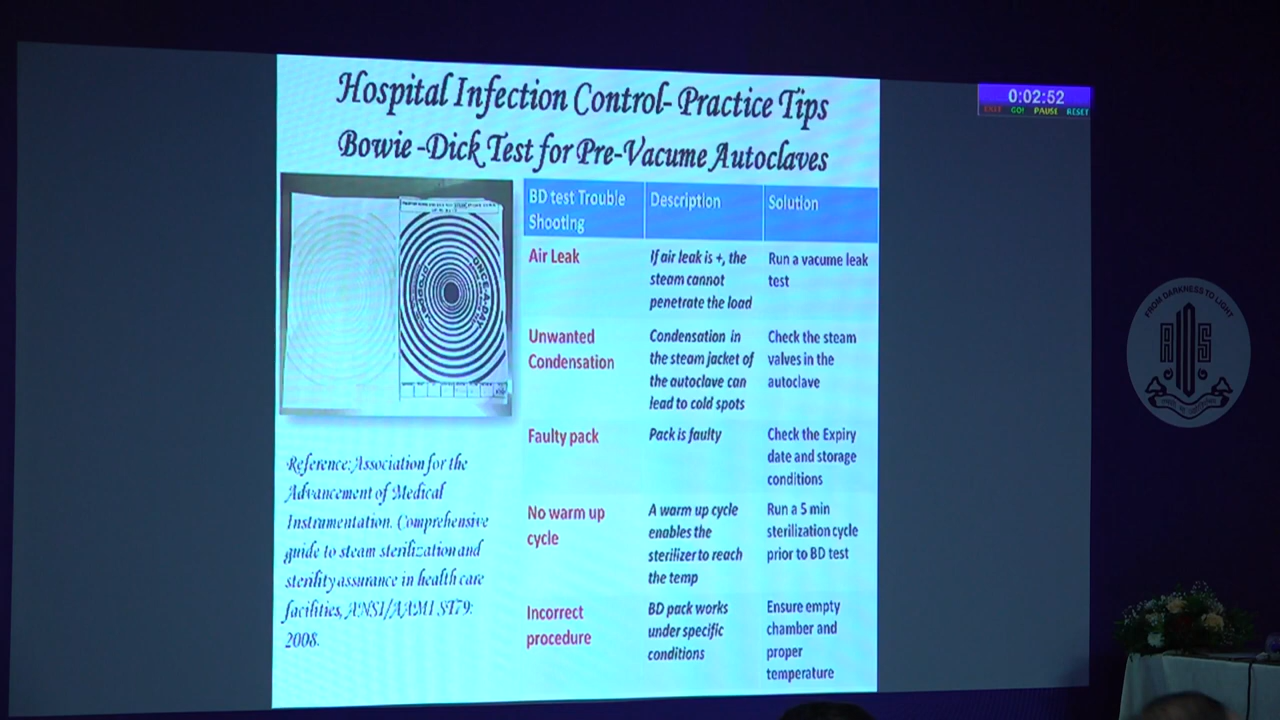 Hospital Infection Control- Practice Tips
Bowie -Dick Test for Pre-Vacume Autoclaves
0:02:52
EXIT GO! PAUSE RESET
ONCE-A-DAY
BD test Trouble
Shooting
Description
Solution
Air Leak
If air leak is +, the
steam cannot
penetrate the load
Run a vacume leak
test
Unwanted
Condensation
Condensation in
the steam jacket of
the autoclave can
lead to cold spots
Check the steam
valves in the
autoclave
Faulty pack
Pack is faulty
Check the Expiry
date and storage
conditions
No warm up
cycle
A warm up cycle
enables the
sterilizer to reach
the temp
Run a 5 min
sterilization cycle
prior to BD test
Incorrect
procedure
BD pack works
under specific
conditions
Ensure empty
chamber and
proper
temperature
Reference: Association for the
Advancement of Medical
Instrumentation. Comprehensive
guide to steam sterilization and
sterility assurance in health care
facilities, ANSI/AAMI ST79:
2008.
FROM DARKNESS TO LIGHT